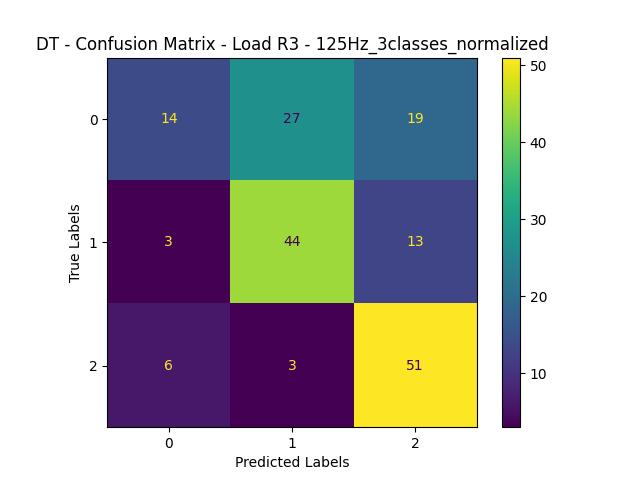 DT - Confusion Matrix - Load R3 - 125Hz_3classes_normalized
50
0 14 27 19
40
30
True Labels
1 3 44 13
20
2 6 3 51
10
0 1 2
Predicted Labels